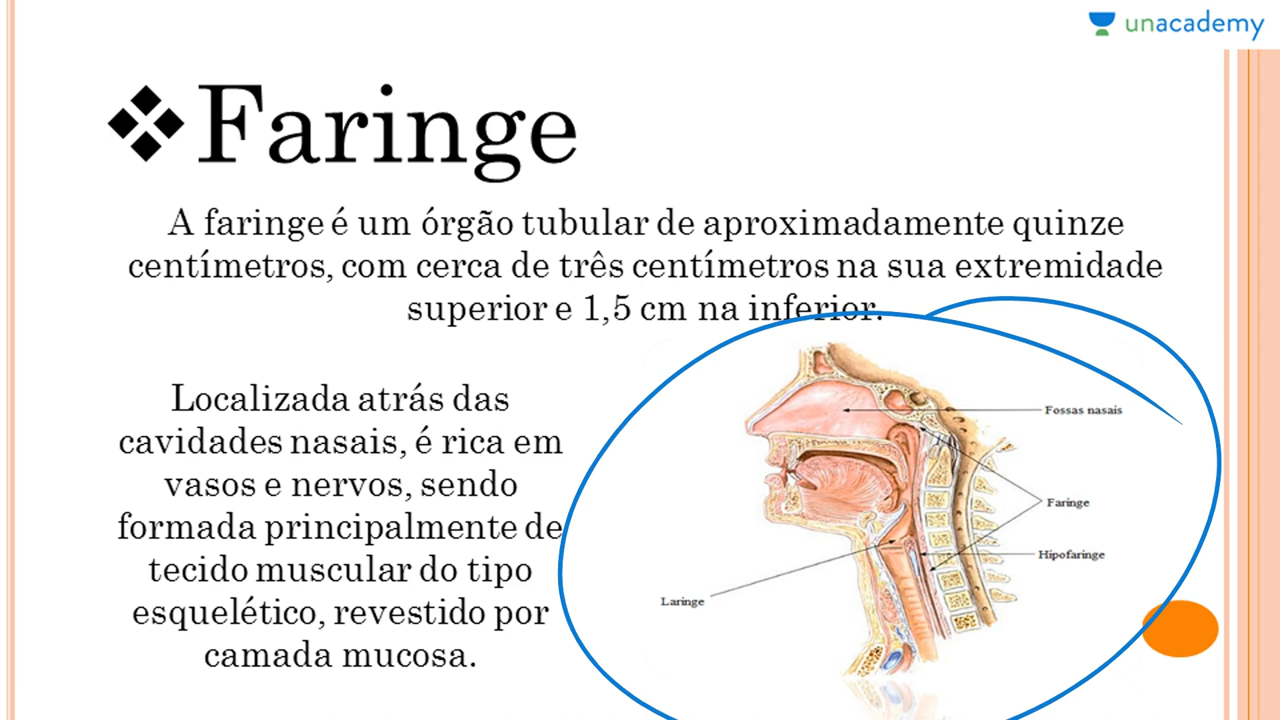 unacademy
Faringe
A faringe é um órgão tubular de aproximadamente quinze
centímetros, com cerca de três centímetros na sua extremidade
superior e 1,5 cm na inferior.
Localizada atrás das
cavidades nasais, é rica em
vasos e nervos, sendo
formada principalmente de
tecido muscular do tipo
esquelético, revestido por
camada mucosa.
Fossas nasais
Faringe
Hipofaringe
Laringe